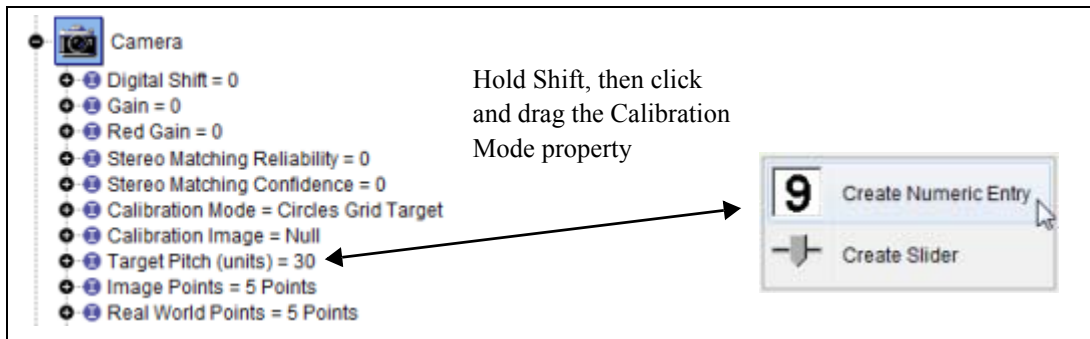 Camera
Digital Shift = 0
Gain = 0
Red Gain = 0
Stereo Matching Reliability = 0
Stereo Matching Confidence = 0
Calibration Mode = Circles Grid Target
Calibration Image = Null
Target Pitch (units) = 30
Image Points = 5 Points
Real World Points = 5 Points
Hold Shift, then click
and drag the Calibration
Mode property
9 Create Numeric Entry
Create Slider